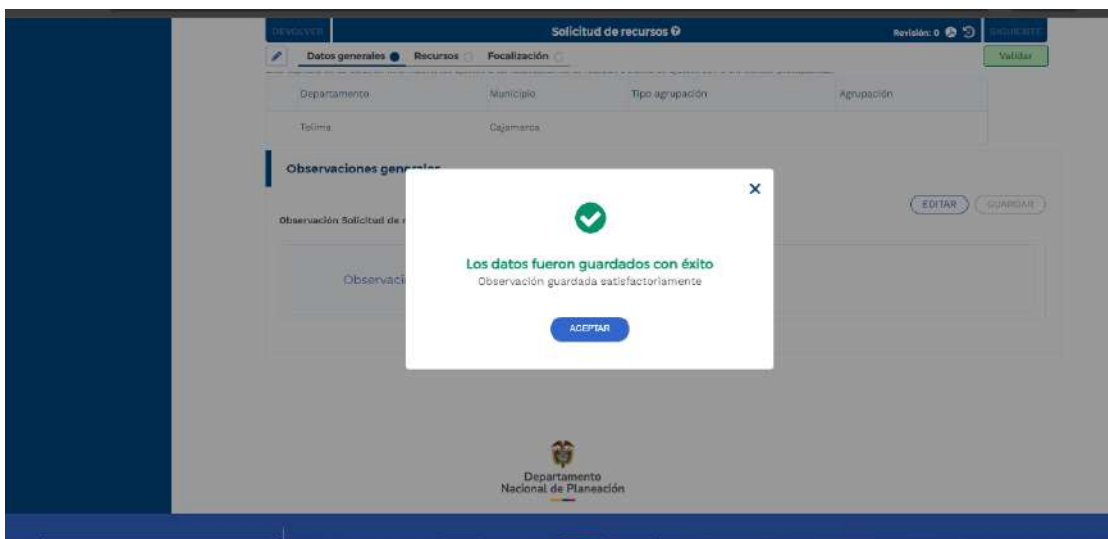 DEVOLVER
Solicitud de recursos
Revisión: 0
SIGUIENTE
Datos generales
Recursos
Focalización
Validar
Departamento
Municipio
Tipo agrupación
Agrupación
Tolima
Cajamarca
Observaciones generales
EDITAR
GUARDAR
Observación Solicitud de
Observaci
Los datos fueron guardados con éxito
Observación guardada satisfactoriamente
ACEPTAR
Departamento
Nacional de Planeación